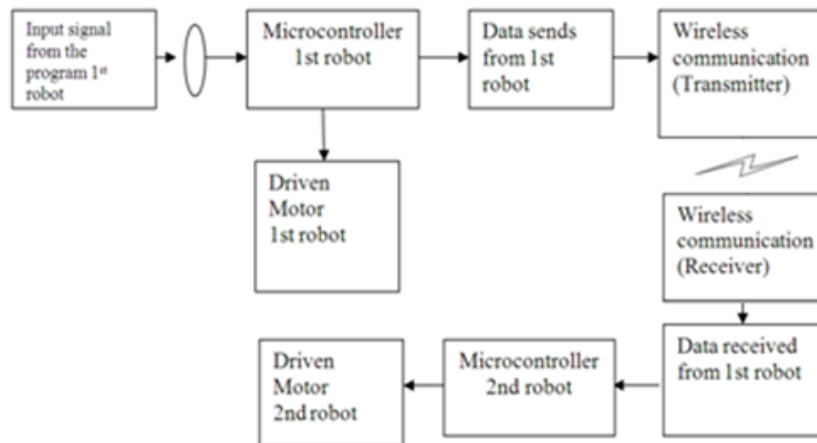 Input signal
from the
program 1st
robot
Microcontroller
1st robot
Data sends
from 1st
robot
Wireless
communication
(Transmitter)
Driven
Motor
1st robot
Wireless
communication
(Receiver)
Data received
from 1st robot
Microcontroller
2nd robot
Driven
Motor
2nd robot